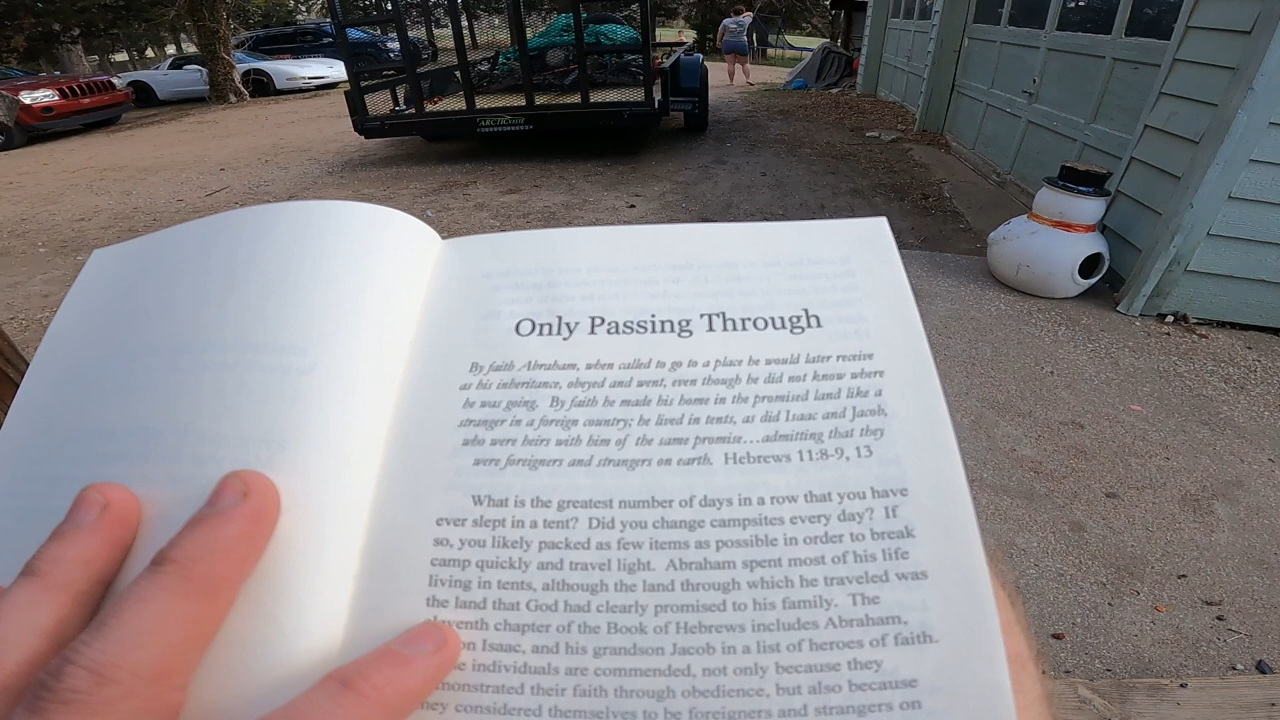 ARCTIC
Only Passing Through
By faith Abraham, when called to go to a place he would later receive
as his inheritance, obeyed and went, even though he did not know where
he was going. By faith he made his home in the promised land like a
stranger in a foreign country; he lived in tents, as did Isaac and Jacob,
who were heirs with him of the same promise…admitting that they
were foreigners and strangers on earth. Hebrews 11:8-9, 13
What is the greatest number of days in a row that you have
ever slept in a tent? Did you change campsites every day? If
so, you likely packed as few items as possible in order to break
camp quickly and travel light. Abraham spent most of his life
living in tents, although the land through which he traveled was
the land that God had clearly promised to his family. The
venth chapter of the Book of Hebrews includes Abraham,
on Isaac, and his grandson Jacob in a list of heroes of faith.
e individuals are commended, not only because they
monstrated their faith through obedience, but also because
hey considered themselves to be foreigners and strangers on